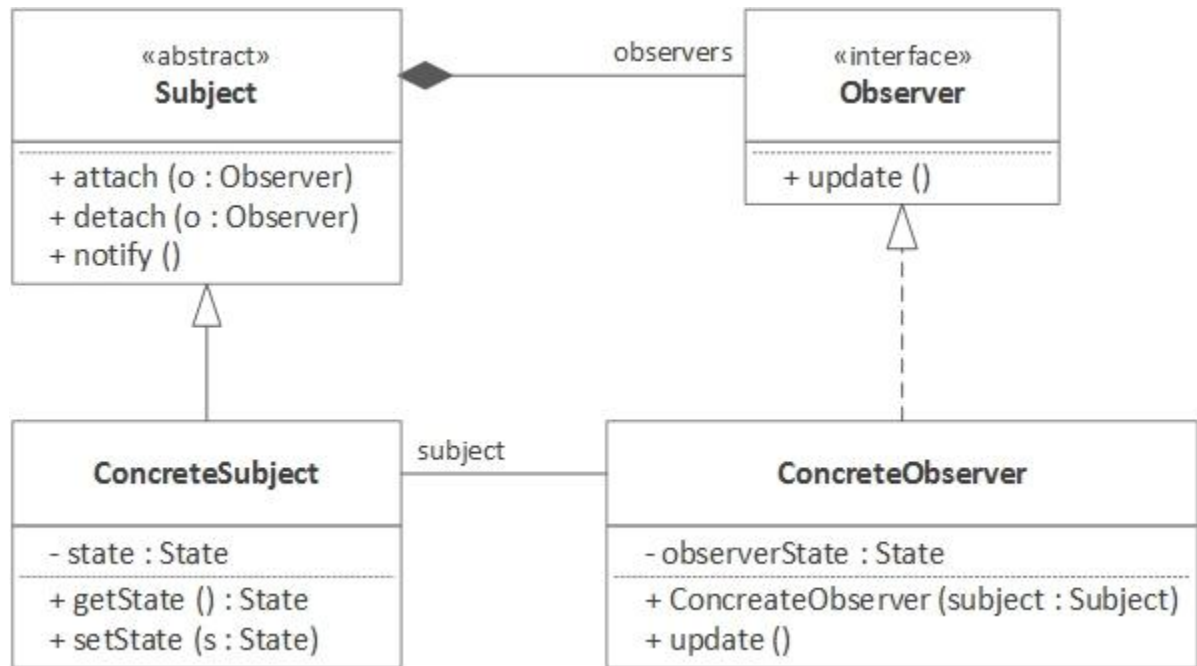 «abstract»
Subject
+ attach (o : Observer)
+ detach (o : Observer)
+ notify ()
observers
«interface»
Observer
+ update ()
ConcreteSubject
- state : State
+ getState () : State
+ setState (s : State)
subject
ConcreteObserver
- observerState : State
+ ConcreateObserver (subject : Subject)
+ update ()